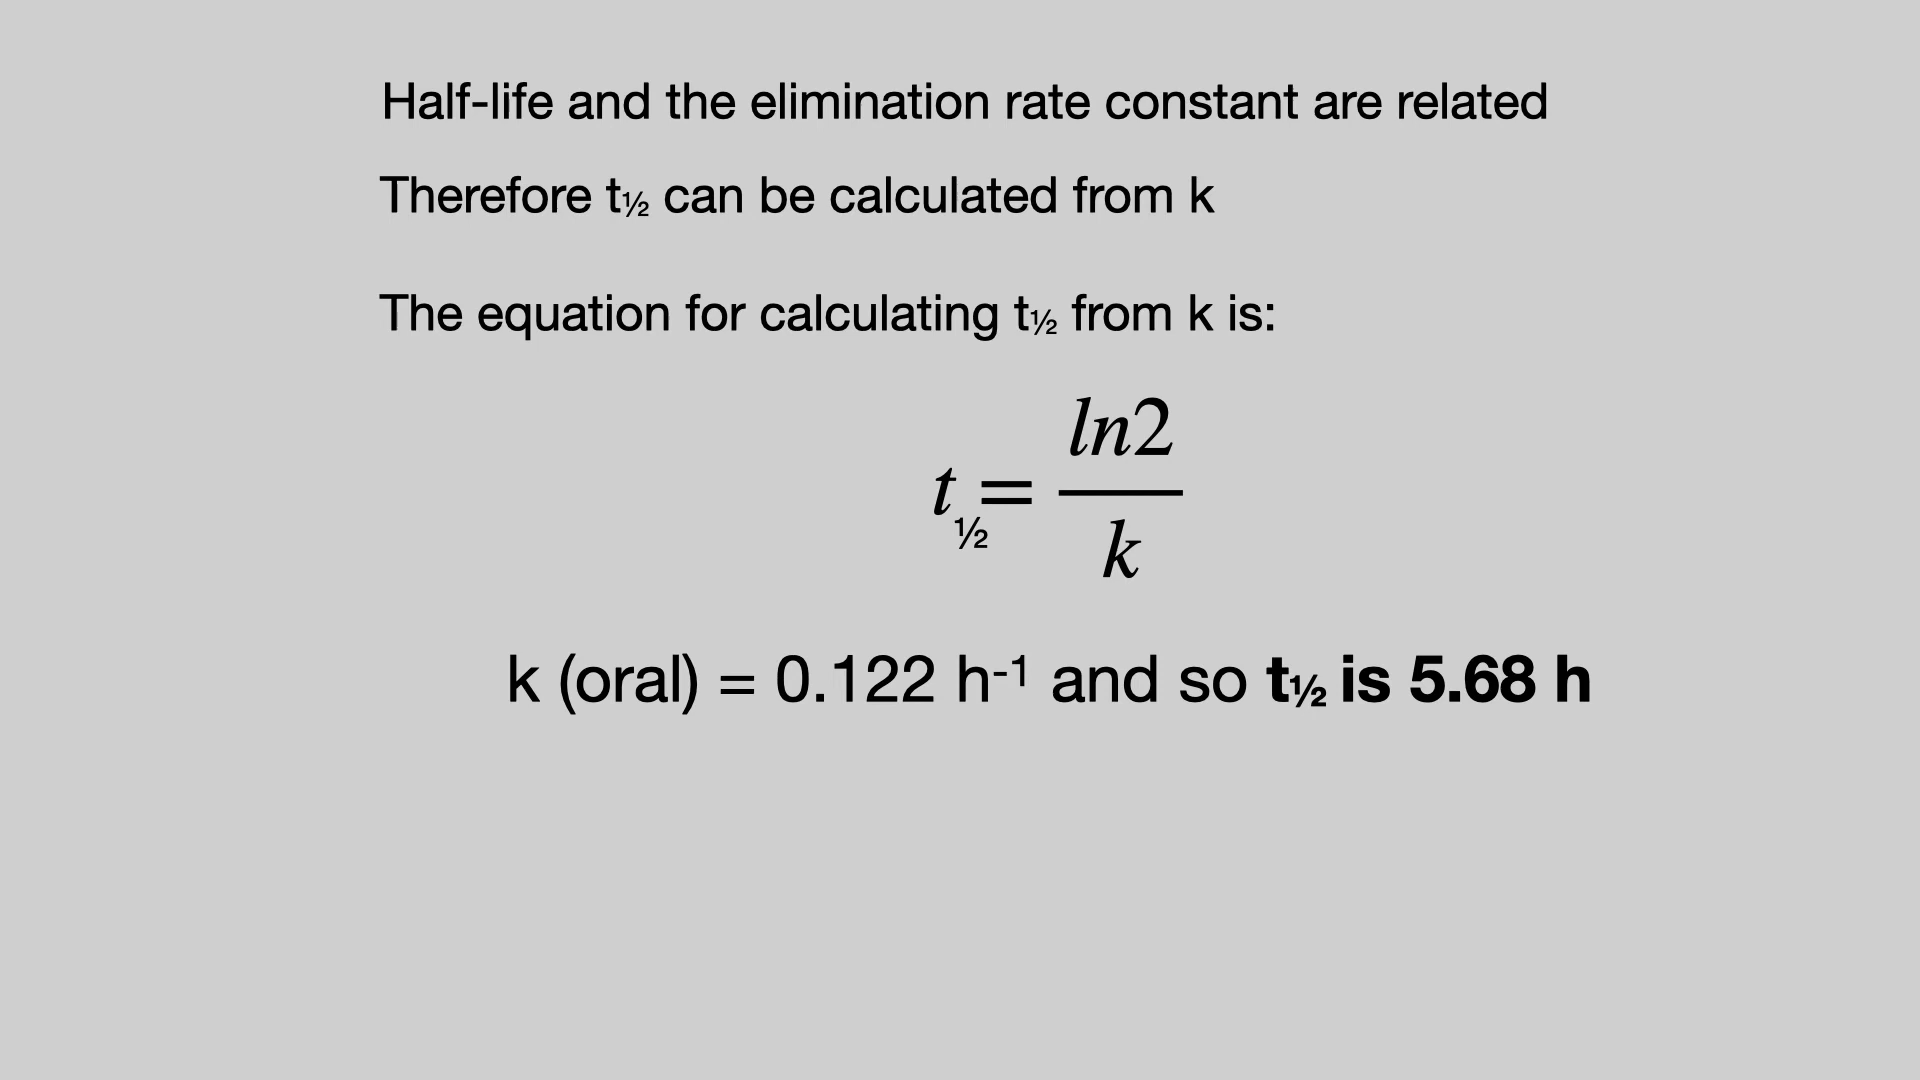 Half-life and the elimination rate constant are related
Therefore t½ can be calculated from k
The equation for calculating t½ from k is:
t½ = ln2 / k
k (oral) = 0.122 h-1 and so t½ is 5.68 h